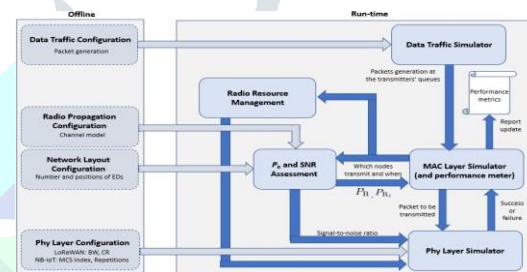 Offline
Run-time
Data Traffic Configuration
Packet generation
Data Traffic Simulator
Packets generation at
the transmitters' queues
Radio Resource
Management
Performance
metrics
Radio Propagation
Configuration
Channel model
Report
update
Network Layout
Configuration
Number and positions of EDs
and SNR
Assessment
Which nodes
transmit and when
MAC Layer Simulator
(and performance meter)
Packet to be
transmitted
Success
or
failure
Signal-to-noise ratio
Phy Layer Configuration
LoRaWAN: BW, CR
NB-IoT: MCS Index, Repetitions
Phy Layer Simulator